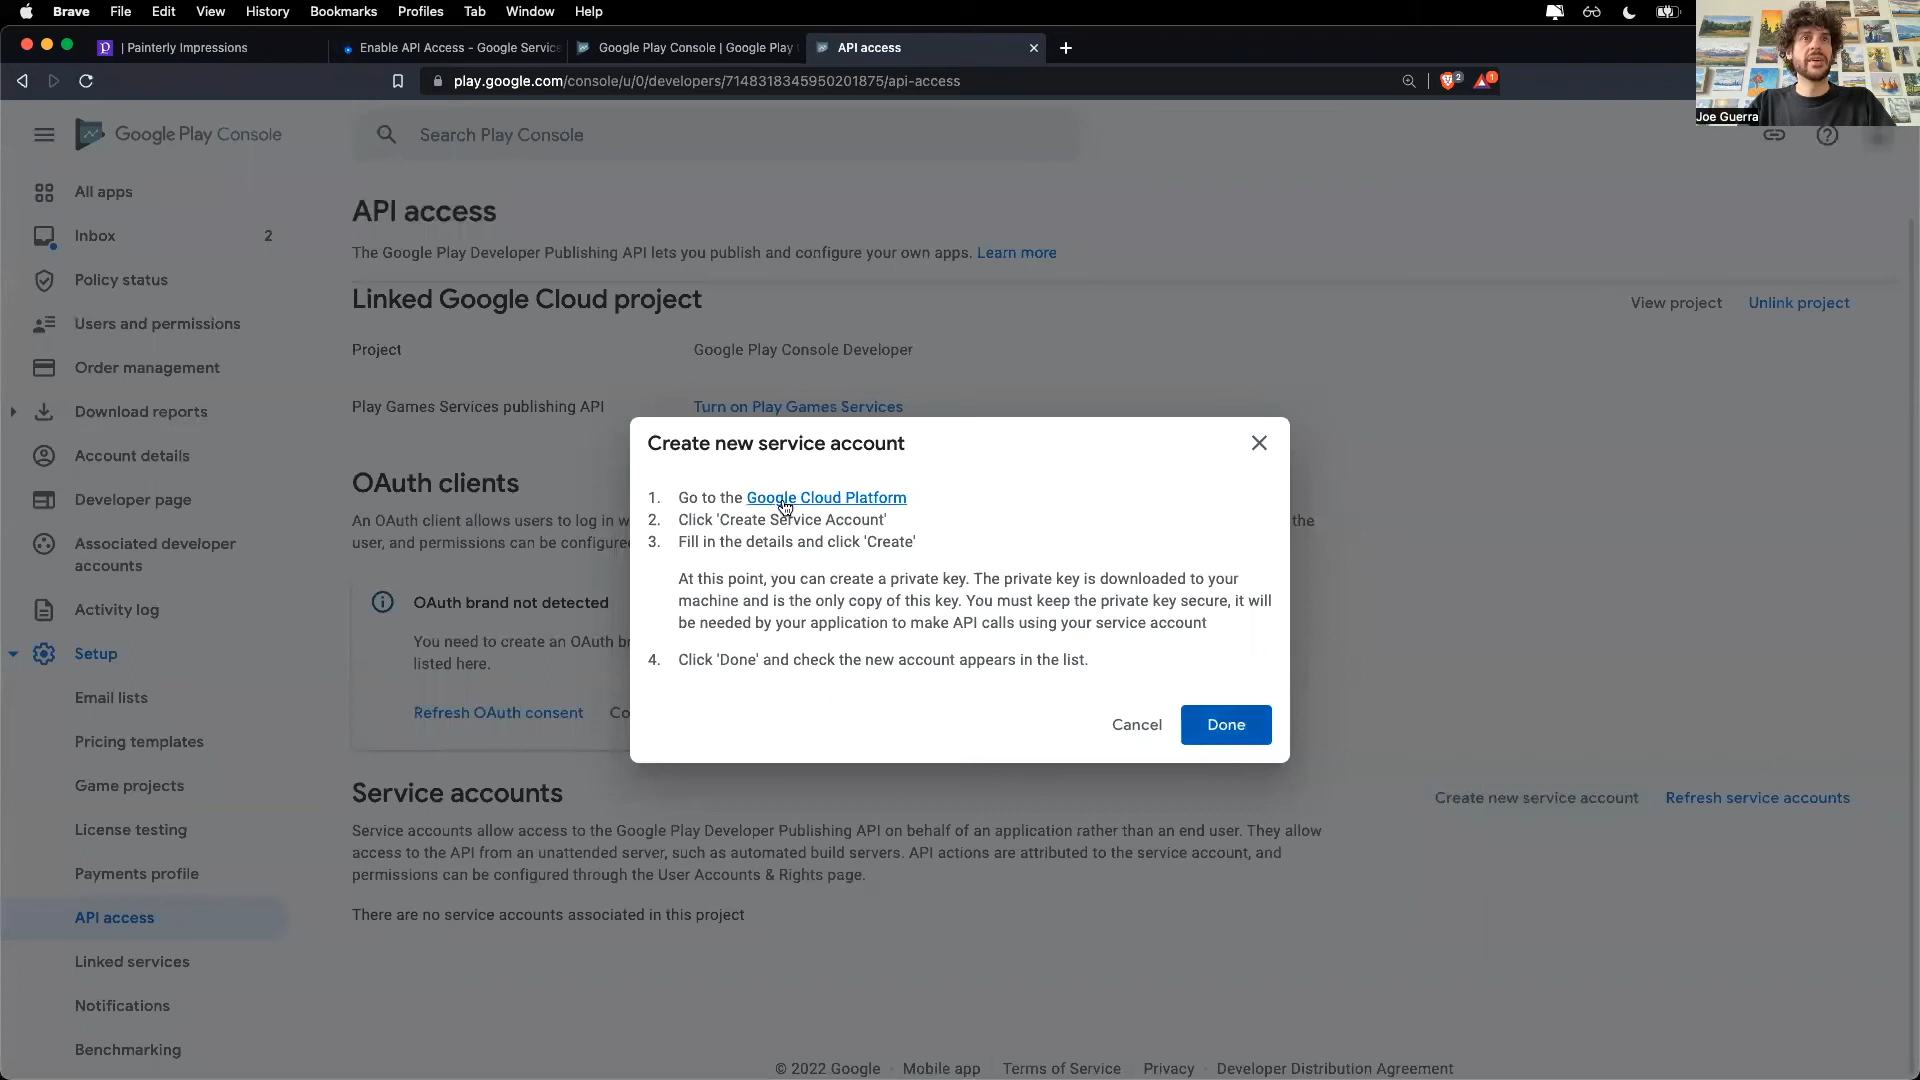 Brave File Edit View History Bookmarks Profiles Tab Window Help
| Painterly Impressions
Enable API Access - Google Service
Google Play Console | Google Play
API access
2
1
play.google.com/console/u/0/developers/7148318345950201875/api-access
Joe Guerra
Google Play Console
Search Play Console
All apps
Inbox 2
Policy status
Users and permissions
Order management
Download reports
Account details
Developer page
Associated developer
accounts
Activity log
Setup
Email lists
Pricing templates
Game projects
License testing
Payments profile
API access
Linked services
Notifications
Benchmarking
API access
The Google Play Developer Publishing API lets you publish and configure your own apps. Learn more
Linked Google Cloud project
View project Unlink project
Project Google Play Console Developer
Play Games Services publishing API Turn on Play Games Services
OAuth clients
An OAuth client allows users to log in w the
user, and permissions can be configure
OAuth brand not detected
You need to create an OAuth br
listed here.
Refresh OAuth consent Co
Create new service account
1. Go to the Google Cloud Platform
2. Click 'Create Service Account'
3. Fill in the details and click 'Create'
At this point, you can create a private key. The private key is downloaded to your
machine and is the only copy of this key. You must keep the private key secure, it will
be needed by your application to make API calls using your service account
4. Click 'Done' and check the new account appears in the list.
Cancel Done
Service accounts
Create new service account Refresh service accounts
Service accounts allow access to the Google Play Developer Publishing API on behalf of an application rather than an end user. They allow
access to the API from an unattended server, such as automated build servers. API actions are attributed to the service account, and
permissions can be configured through the User Accounts & Rights page.
There are no service accounts associated in this project
© 2022 Google · Mobile app · Terms of Service · Privacy · Developer Distribution Agreement